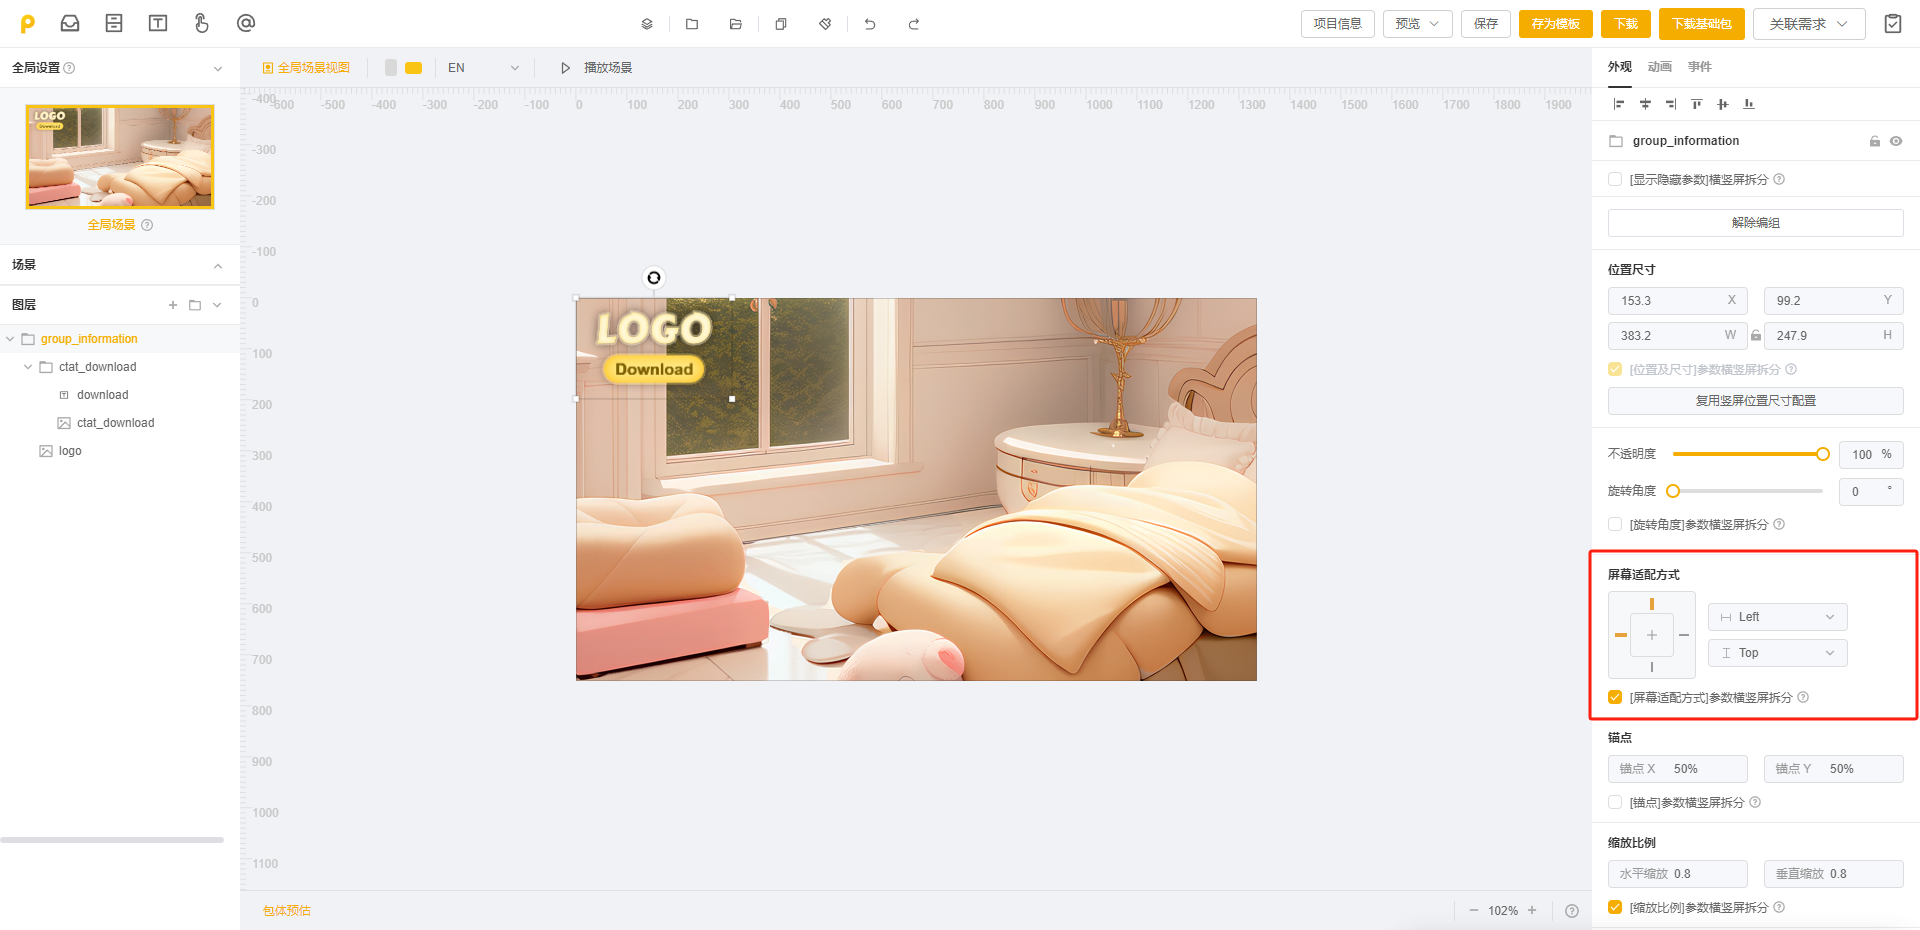 项目信息
预览
保存
存为模板
下载
下载基础包
关联需求
全局设置
全局场景视图
EN
播放场景
外观 动画 事件
-400 -600 -500 -400 -300 -200 -100 0 100 200 300 400 500 600 700 800 900 1000 1100 1200 1300 1400 1500 1600 1700 1800 1900
LOGO
Download
全局场景
场景
图层
group_information
ctat_download
download
ctat_download
logo
-300
-200
-100
0
100
200
300
400
500
600
700
800
900
1000
1100
LOGO
Download
包体预估
102%
group_information
[显示隐藏参数]横竖屏拆分
解除编组
位置尺寸
153.3 X 99.2 Y
383.2 W 247.9 H
[位置及尺寸]参数横竖屏拆分
复用竖屏位置尺寸配置
不透明度 100 %
旋转角度 0 °
[旋转角度]参数横竖屏拆分
屏幕适配方式
Left
Top
[屏幕适配方式]参数横竖屏拆分
锚点
锚点 X 50% 锚点 Y 50%
[锚点]参数横竖屏拆分
缩放比例
水平缩放 0.8 垂直缩放 0.8
[缩放比例]参数横竖屏拆分